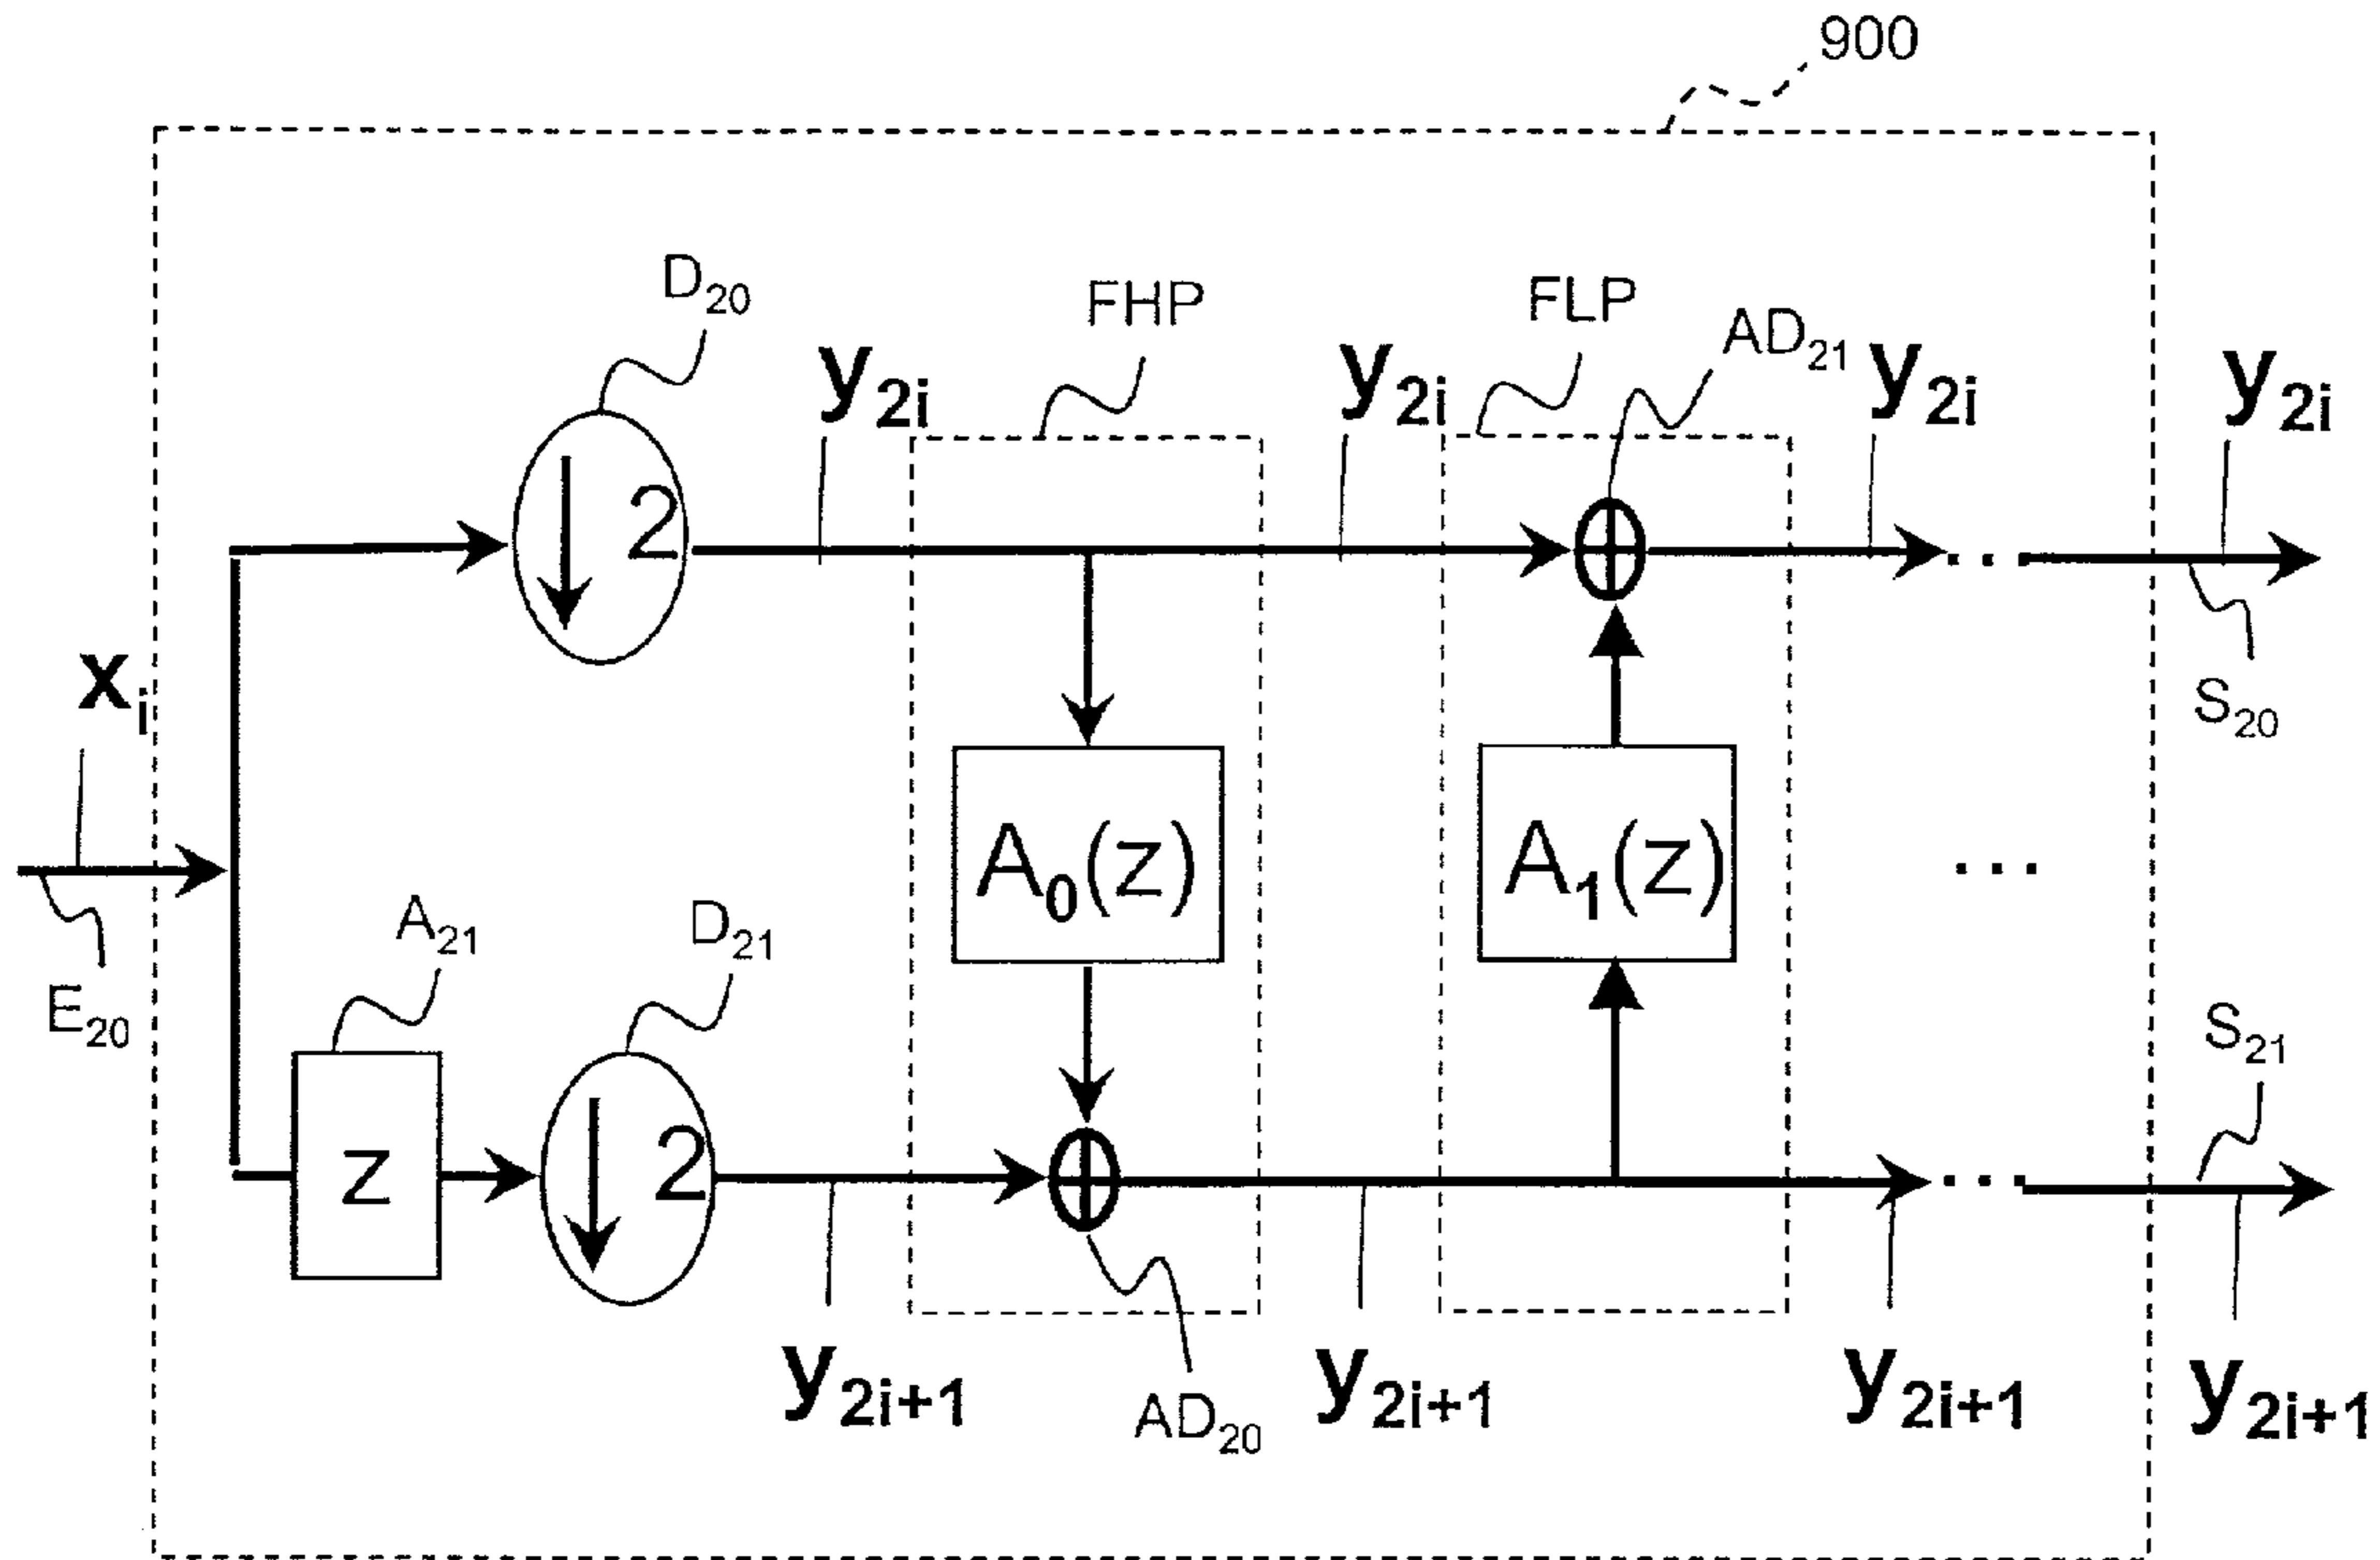 900
D20
FHP
FLP
AD21
y2i
y2i
y2i
y2i
2
xi
S20
A0(z)
A1(z)
...
A21
D21
E20
S21
z
2
y2i+1
y2i+1
y2i+1
y2i+1
AD20